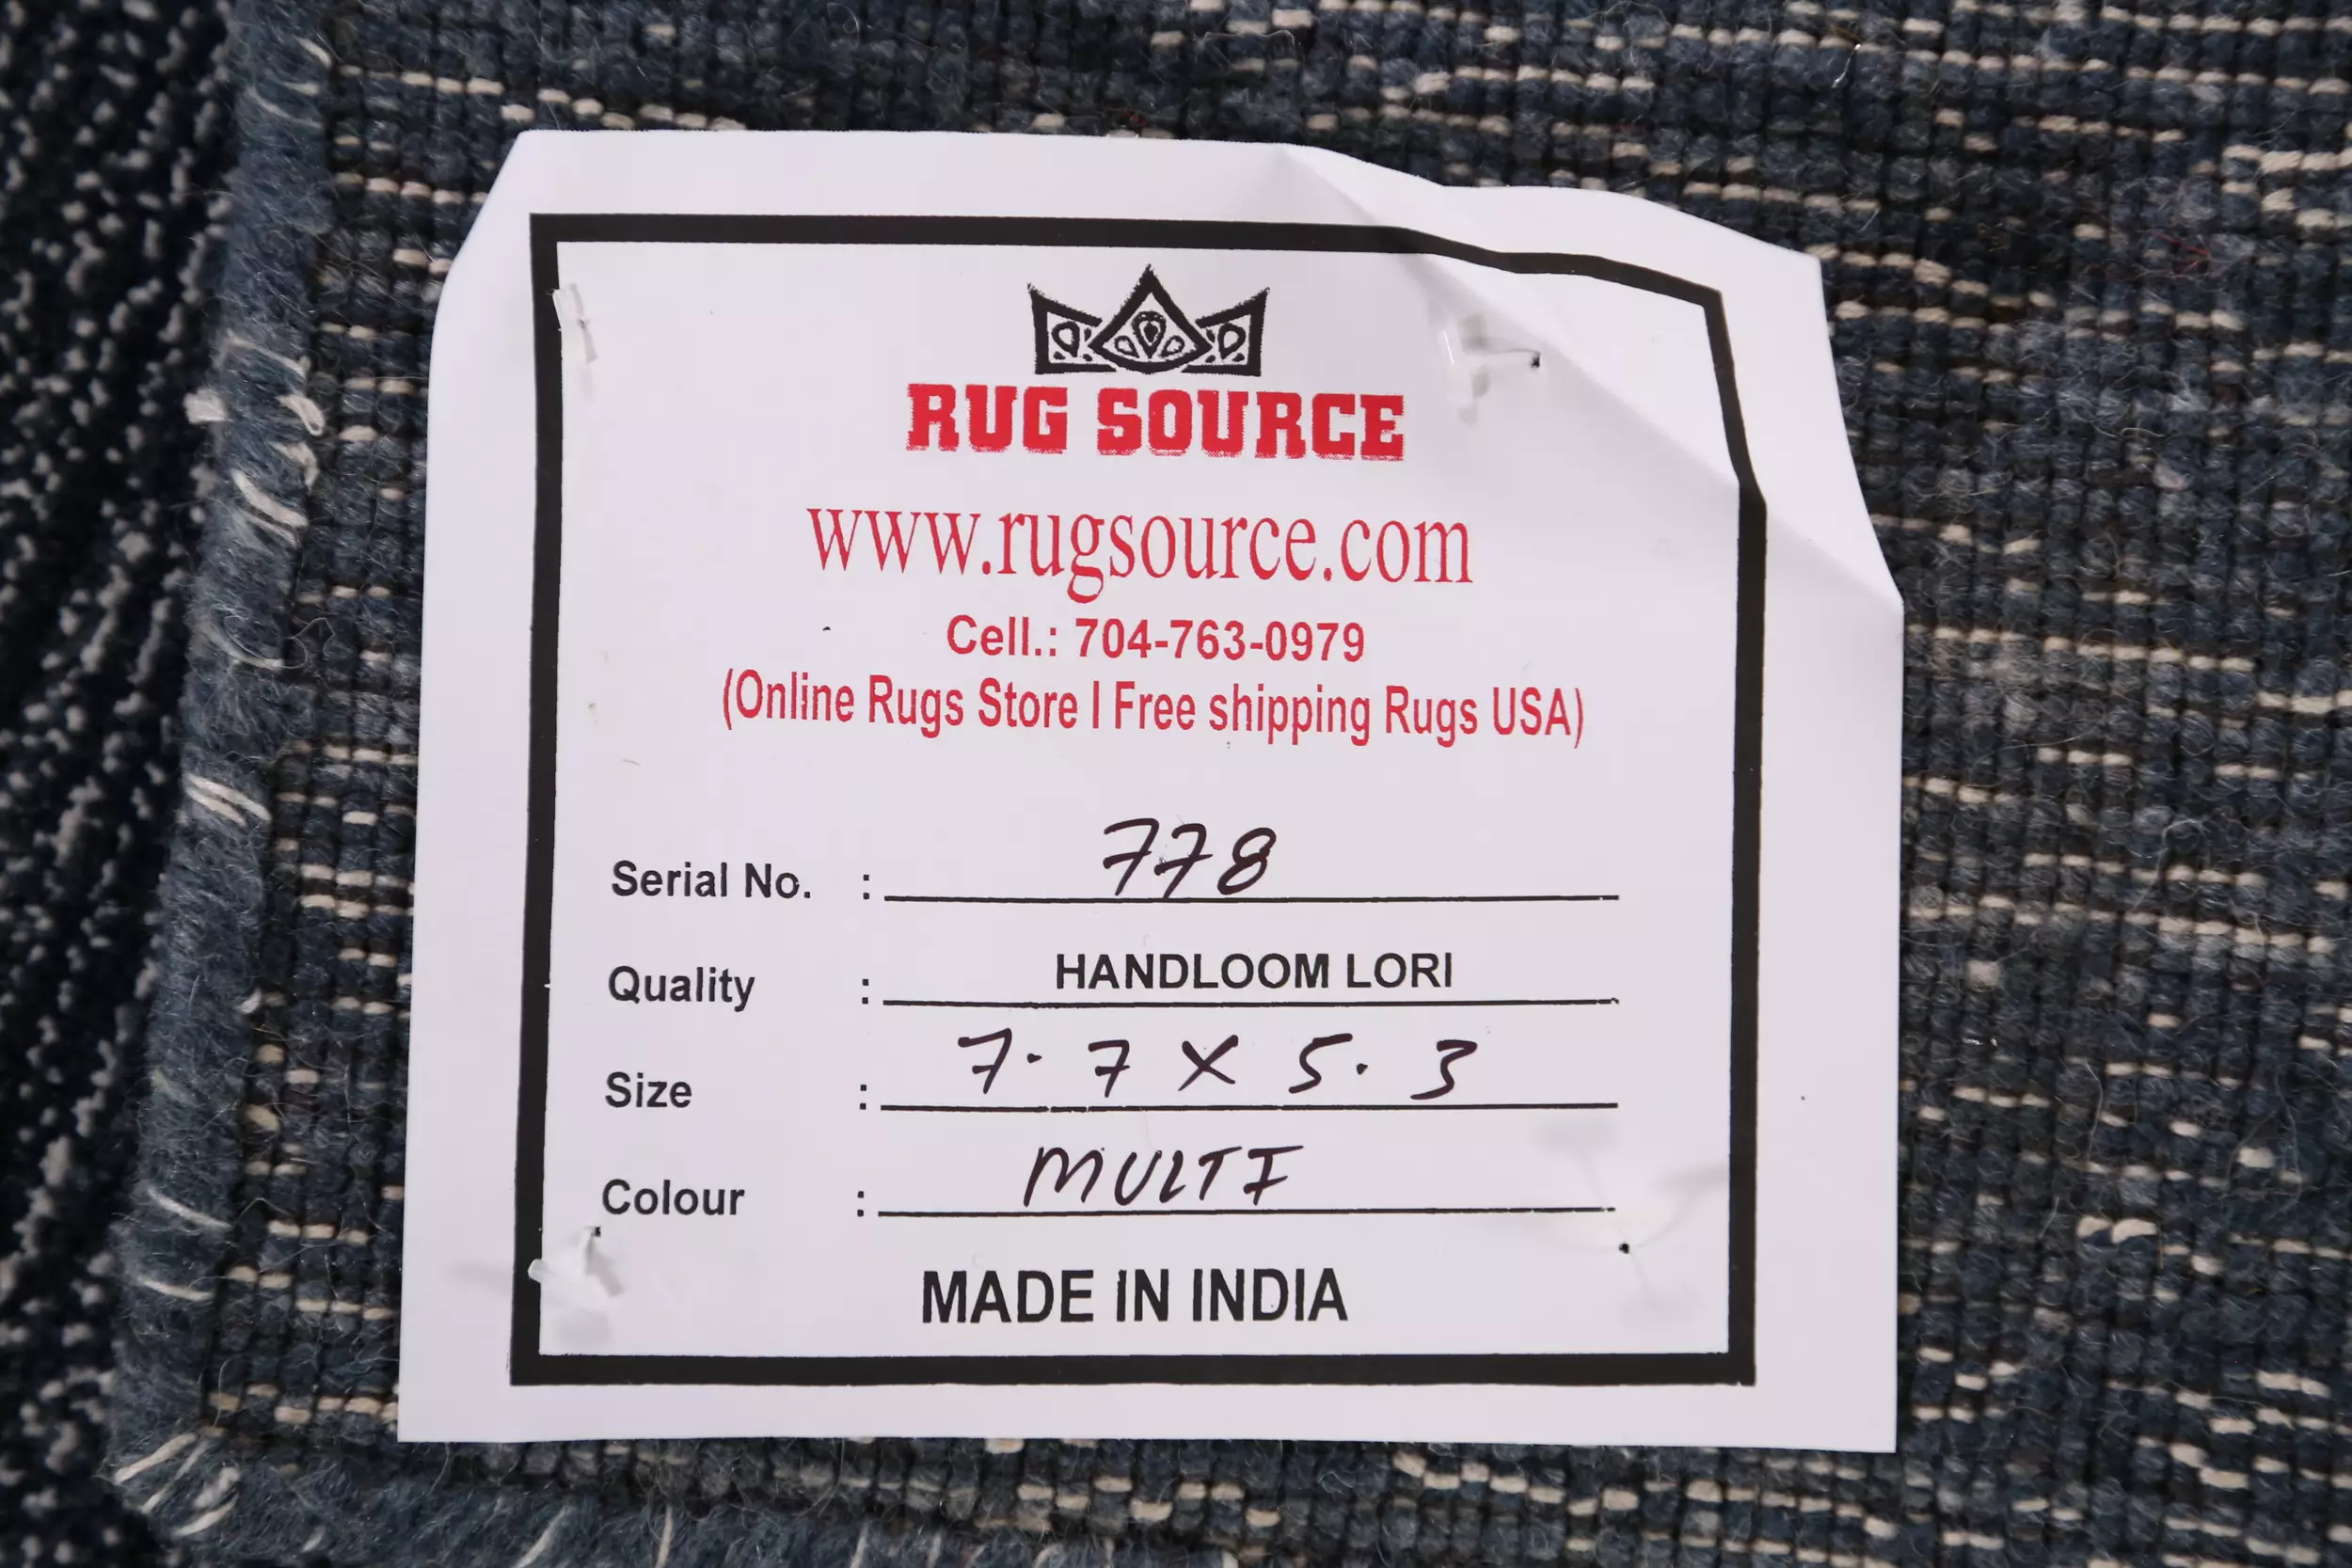 RUG SOURCE
www.rugsource.com
Cell.: 704-763-0979
(Online Rugs Store I Free shipping Rugs USA)
Serial No. : 778
Quality : HANDLOOM LORI
Size : 7.7 X 5.3
Colour : MULTI
MADE IN INDIA